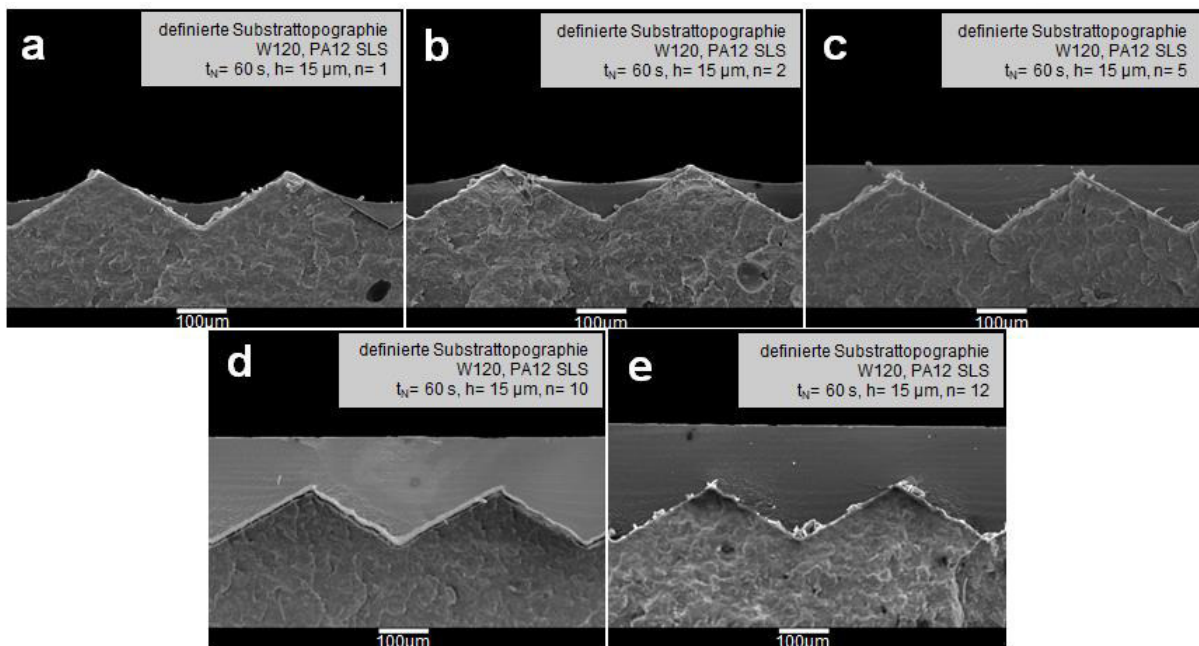 a
definierte Substrattopographie
W120, PA12 SLS
tN= 60 s, h= 15 µm, n= 1
100µm
b
definierte Substrattopographie
W120, PA12 SLS
tN= 60 s, h= 15 µm, n= 2
100µm
c
definierte Substrattopographie
W120, PA12 SLS
tN= 60 s, h= 15 µm, n= 5
100µm
d
definierte Substrattopographie
W120, PA12 SLS
tN= 60 s, h= 15 µm, n= 10
100µm
e
definierte Substrattopographie
W120, PA12 SLS
tN= 60 s, h= 15 µm, n= 12
100µm